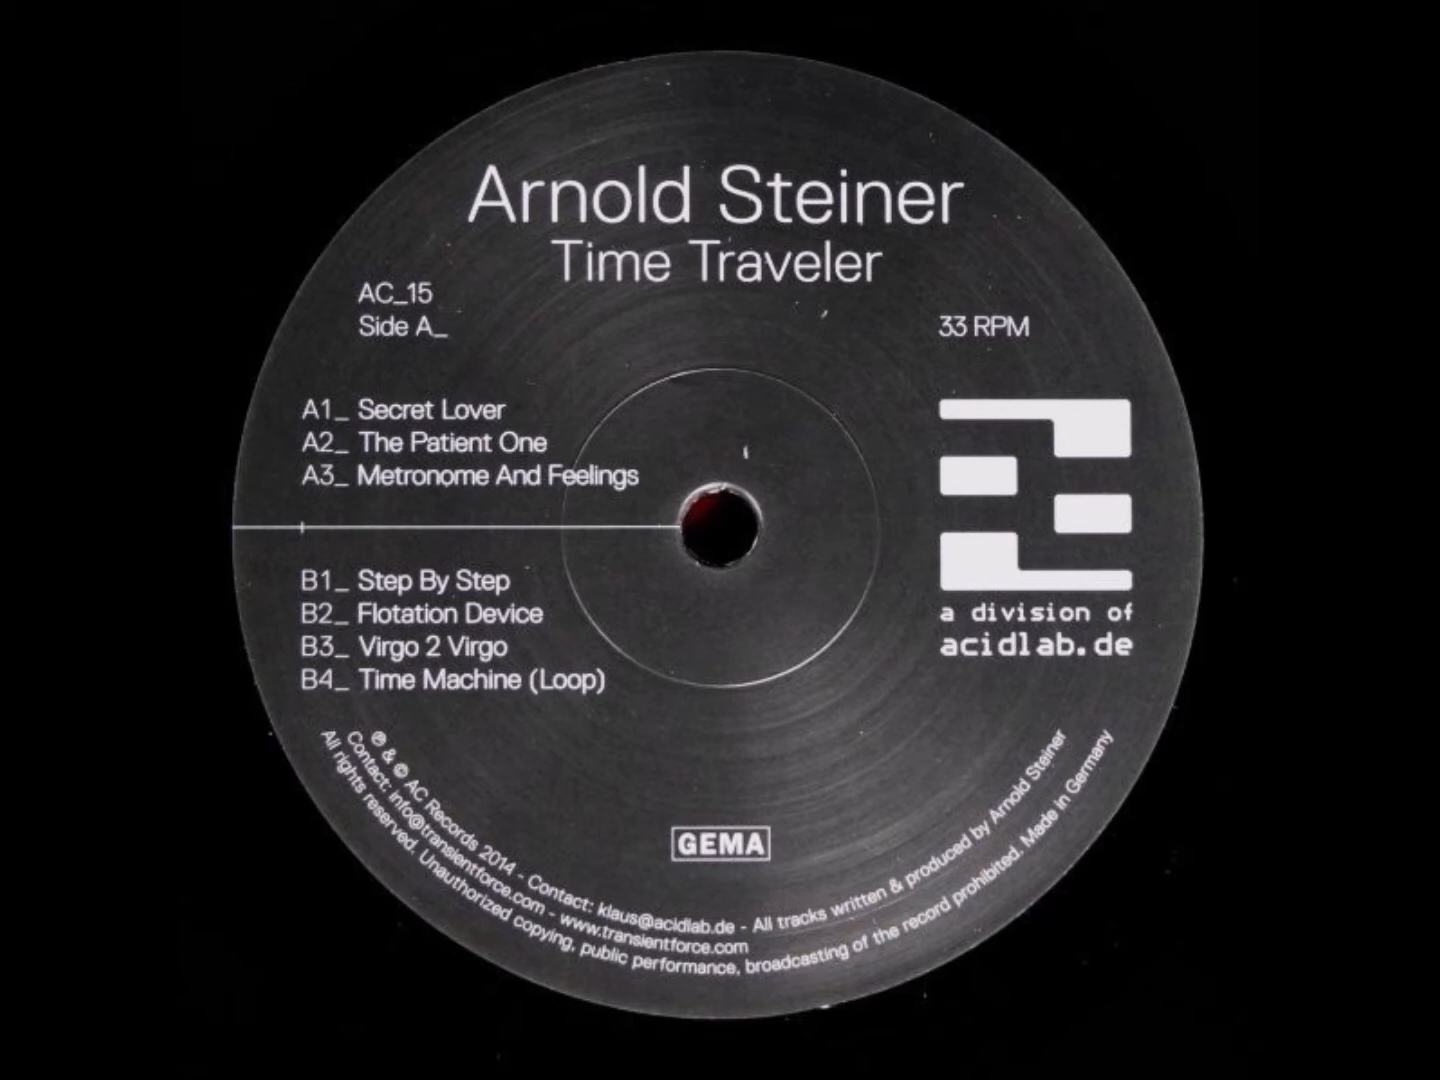 Arnold Steiner
Time Traveler
AC_15
Side A_
33 RPM
A1_ Secret Lover
A2_ The Patient One
A3_ Metronome And Feelings
B1_ Step By Step
B2_ Flotation Device
B3_ Virgo 2 Virgo
B4_ Time Machine (Loop)
a division of
acidlab.de
GEMA
℗ & © AC Records 2014 - Contact: klaus@acidlab.de - All tracks written & produced by Arnold Steiner
Contact: info@transientforce.com - www.transientforce.com
All rights reserved. Unauthorized copying, public performance, broadcasting of the record prohibited. Made in Germany